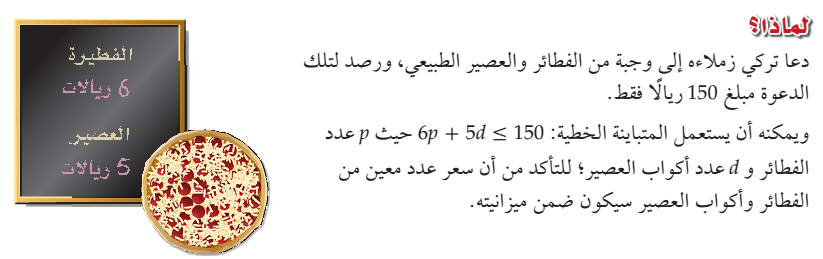 لماذا؟
دعا تركي زملاءه إلى وجبة من الفطائر والعصير الطبيعي، ورصد لتلك
الدعوة مبلغ 150 ريالًا فقط.
ويمكنه أن يستعمل المتباينة الخطية: 6p + 5d ≤ 150 حيث p عدد
الفطائر و d عدد أكواب العصير؛ للتأكد من أن سعر عدد معين من
الفطائر وأكواب العصير سيكون ضمن ميزانيته.
الفطيرة
6 ريالات
العصير
5 ريالات